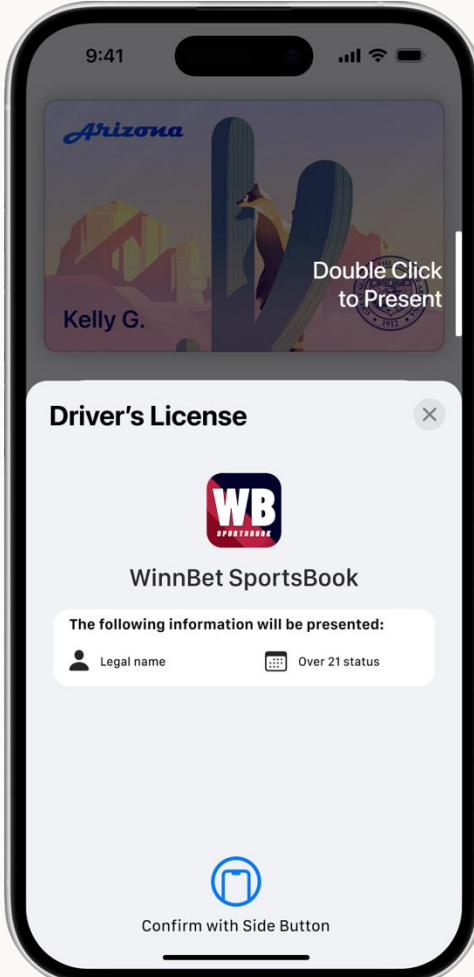 9:41
Arizona
Double Click
to Present
Kelly G.
1912
Driver's License
WB
SPORTSBOOK
WinnBet SportsBook
The following information will be presented:
Legal name
Over 21 status
Confirm with Side Button